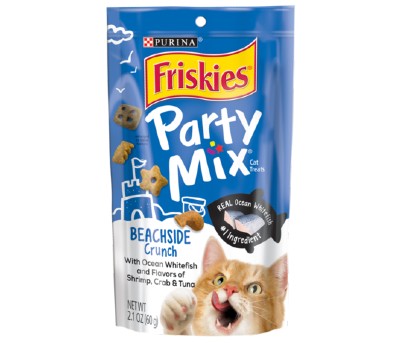 PURINA
Friskies®
Party
Mix®
Cat
Treats
REAL Ocean Whitefish
#1 Ingredient
BEACHSIDE
Crunch
With Ocean Whitefish
and Flavors of
Shrimp, Crab & Tuna
NET WT
2.1 OZ (60g)